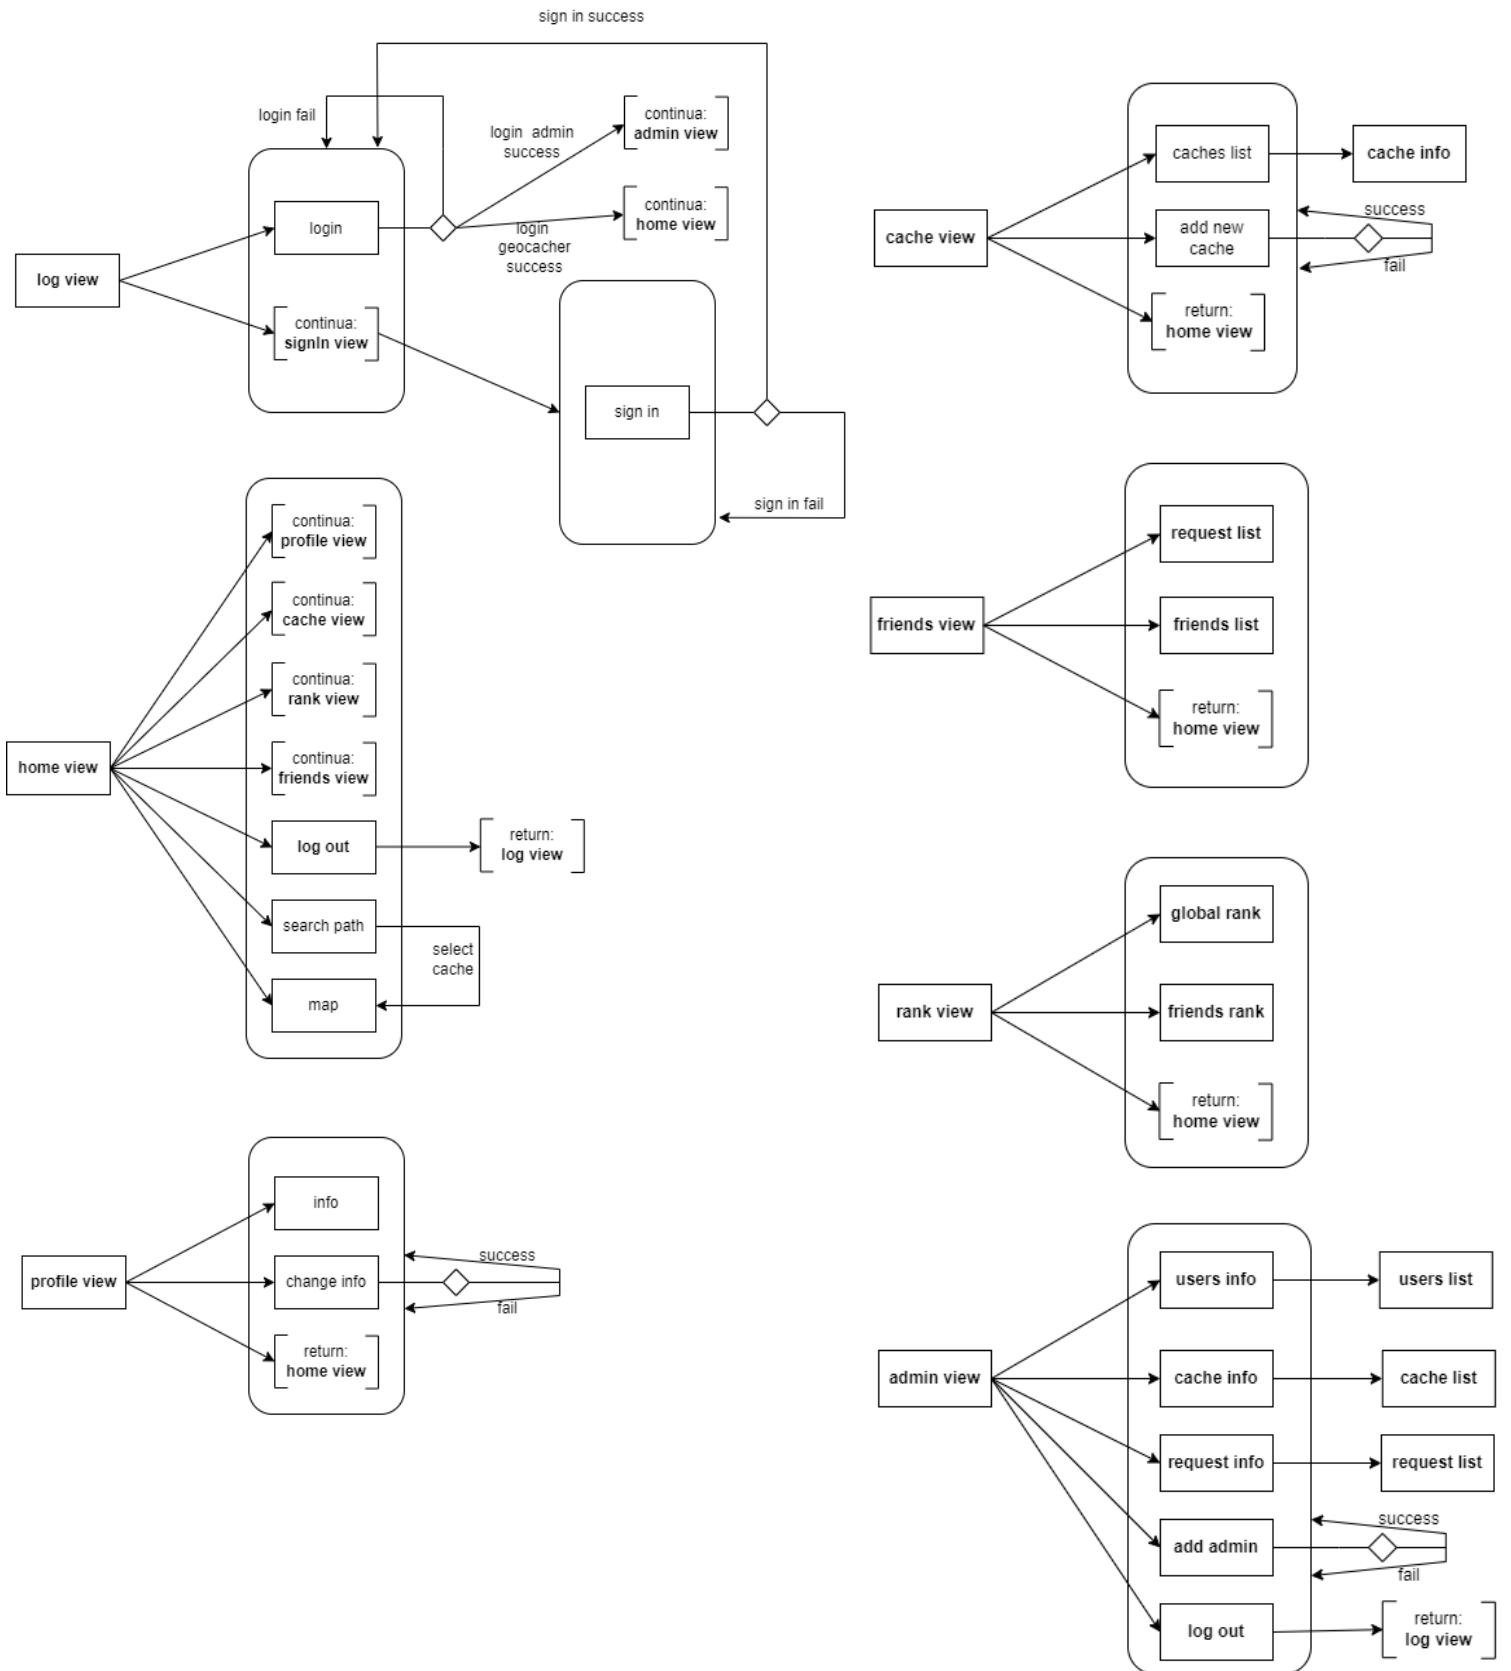 sign in success
login fail
login admin
success
continua:
admin view
continua:
home view
login
geocacher
success
login
log view
continua:
signIn view
sign in
sign in fail
continua:
profile view
continua:
cache view
continua:
rank view
home view
continua:
friends view
log out
return:
log view
search path
select
cache
map
info
profile view
change info
success
fail
return:
home view
caches list
cache info
cache view
add new
cache
success
fail
return:
home view
request list
friends view
friends list
return:
home view
global rank
rank view
friends rank
return:
home view
users info
users list
admin view
cache info
cache list
request info
request list
add admin
success
fail
log out
return:
log view